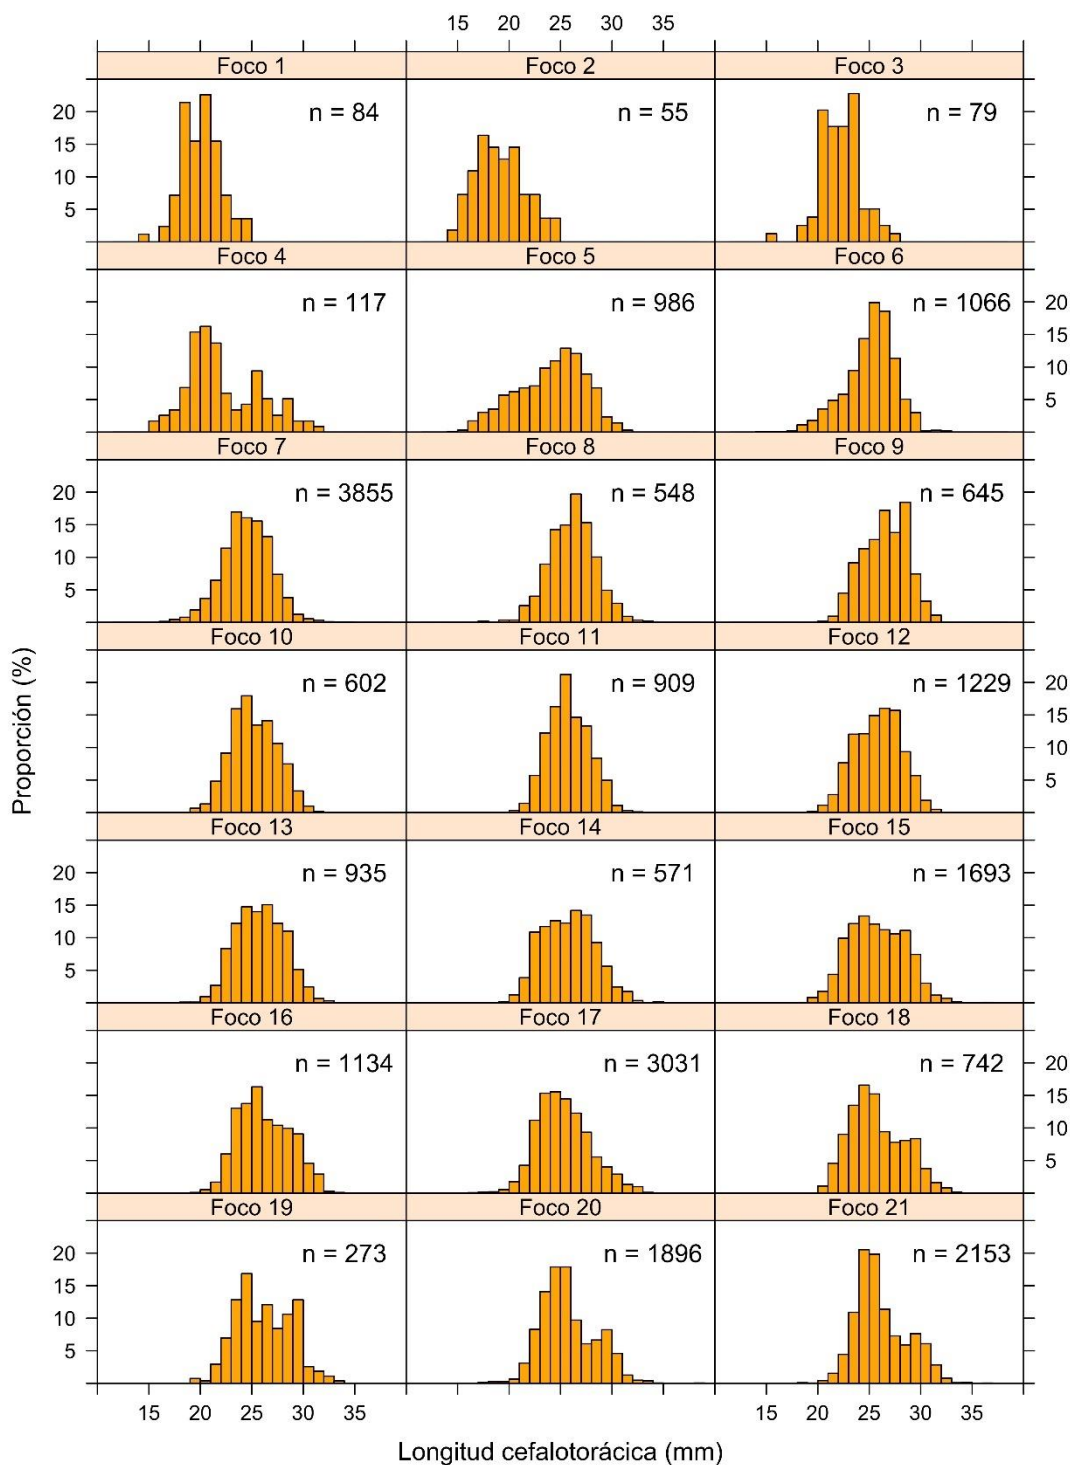 15 20 25 30 35
Foco 1 Foco 2 Foco 3
n = 84 n = 55 n = 79
20
15
10
5
Foco 4 Foco 5 Foco 6
n = 117 n = 986 n = 1066
20
15
10
5
Foco 7 Foco 8 Foco 9
n = 3855 n = 548 n = 645
20
15
10
5
Foco 10 Foco 11 Foco 12
n = 602 n = 909 n = 1229
20
15
10
5
Proporción (%)
Foco 13 Foco 14 Foco 15
n = 935 n = 571 n = 1693
20
15
10
5
Foco 16 Foco 17 Foco 18
n = 1134 n = 3031 n = 742
20
15
10
5
Foco 19 Foco 20 Foco 21
n = 273 n = 1896 n = 2153
20
15
10
5
15 20 25 30 35 15 20 25 30 35
Longitud cefalotorácica (mm)